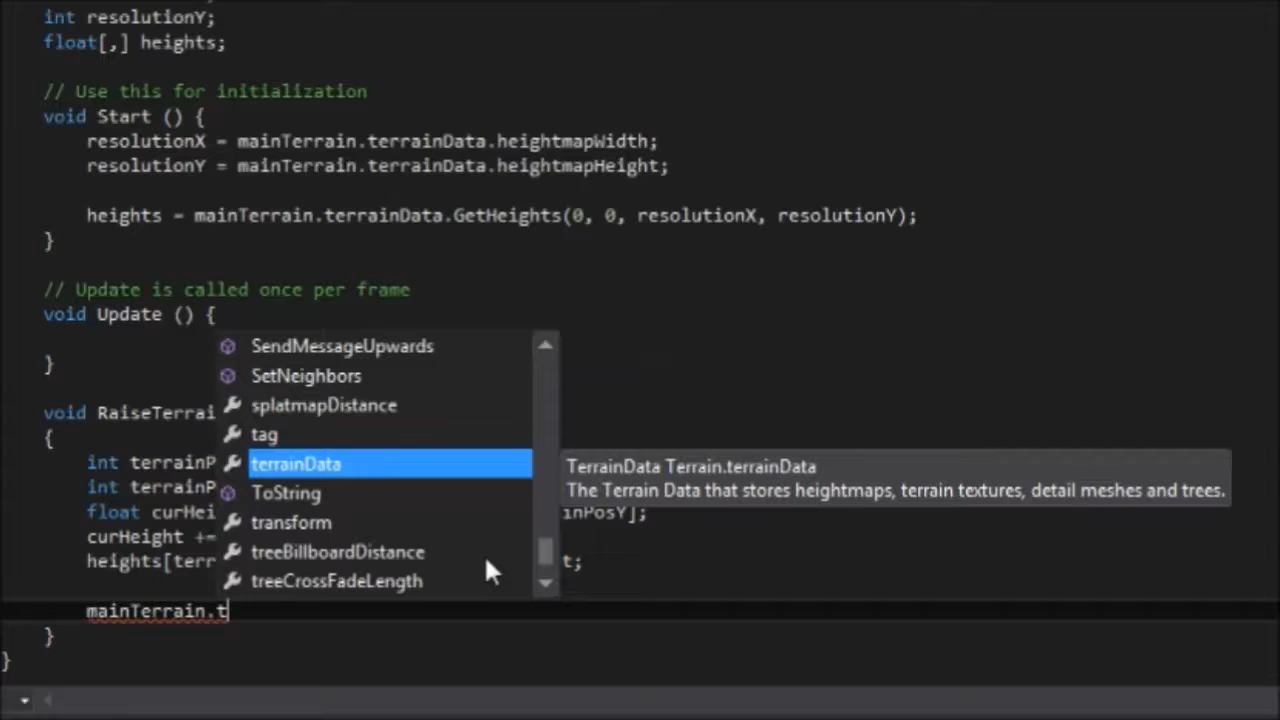 int resolutionY;
float[,] heights;
// Use this for initialization
void Start () {
resolutionX = mainTerrain.terrainData.heightmapWidth;
resolutionY = mainTerrain.terrainData.heightmapHeight;
heights = mainTerrain.terrainData.GetHeights(0, 0, resolutionX, resolutionY);
}
// Update is called once per frame
void Update () {
SendMessageUpwards
}
SetNeighbors
splatmapDistance
void RaiseTerrai
tag
{
int terrainP
terrainData
TerrainData Terrain.terrainData
int terrainP
ToString
The Terrain Data that stores heightmaps, terrain textures, detail meshes and trees.
float curHei
transform
inPosY];
curHeight +=
treeBillboardDistance
heights[terr
t;
treeCrossFadeLength
mainTerrain.t
}
}